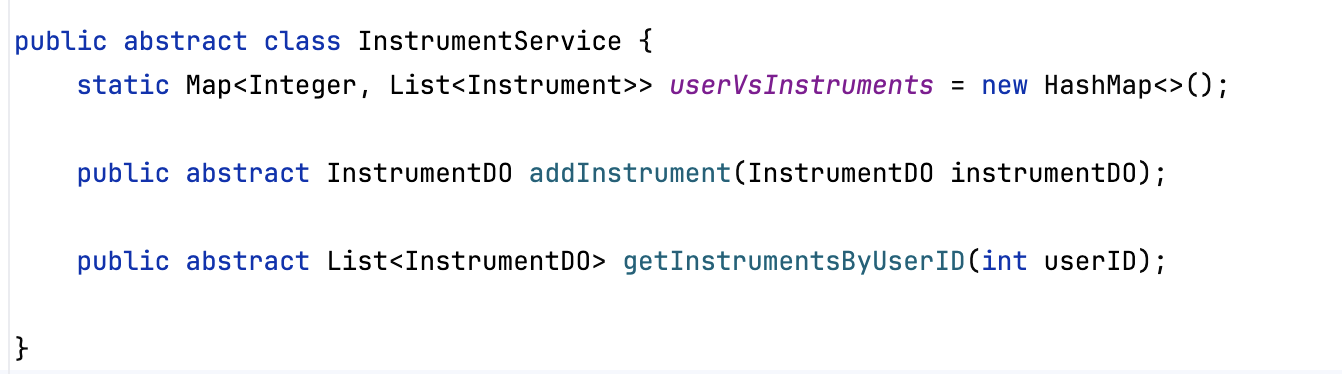 public abstract class InstrumentService {
    static Map<Integer, List<Instrument>> userVsInstruments = new HashMap<>();
    public abstract InstrumentDO addInstrument(InstrumentDO instrumentDO);
    public abstract List<InstrumentDO> getInstrumentsByUserID(int userID);
}